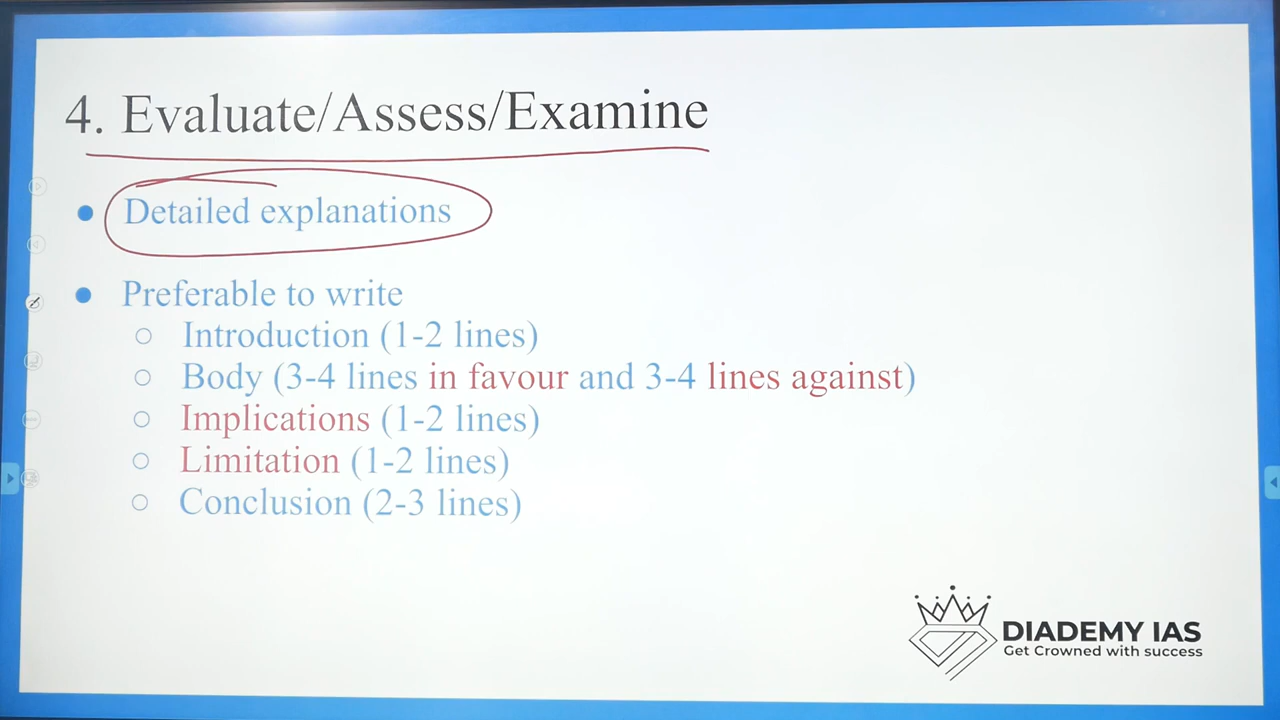 4. Evaluate/Assess/Examine
● Detailed explanations
● Preferable to write
○ Introduction (1-2 lines)
○ Body (3-4 lines in favour and 3-4 lines against)
○ Implications (1-2 lines)
○ Limitation (1-2 lines)
○ Conclusion (2-3 lines)
DIADEMY IAS
Get Crowned with success